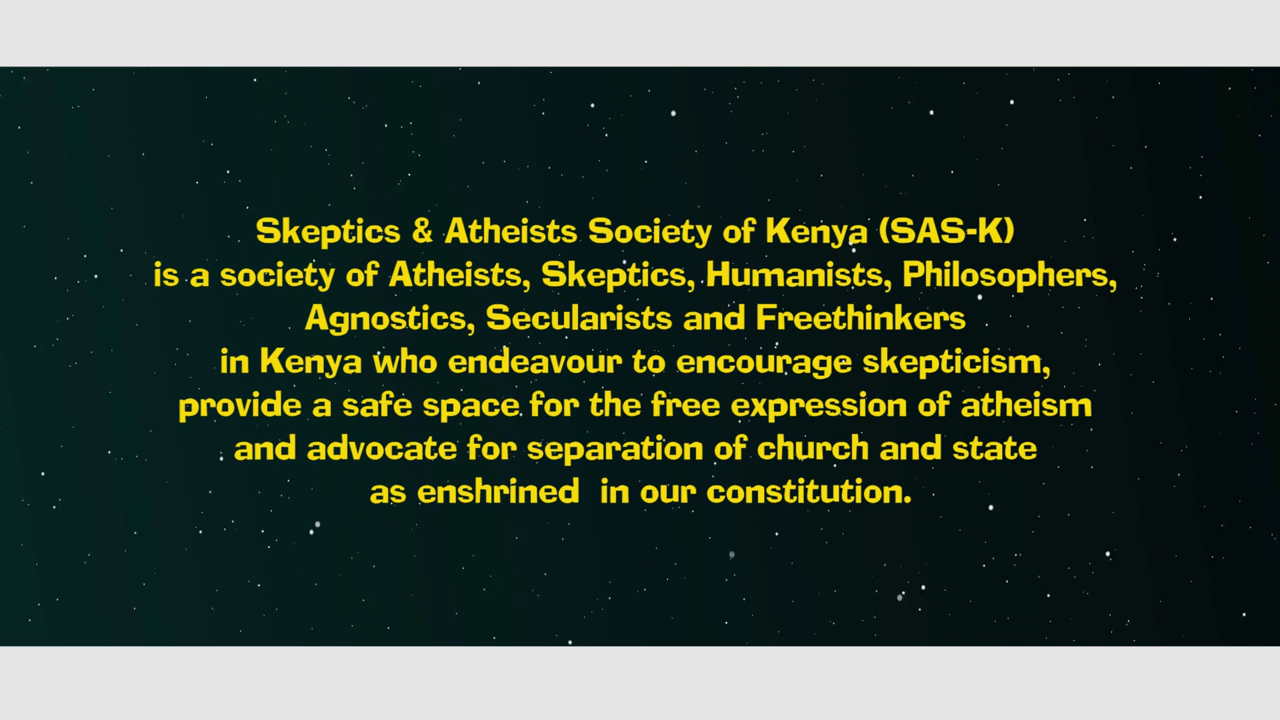 Skeptics & Atheists Society of Kenya (SAS-K)
is a society of Atheists, Skeptics, Humanists, Philosophers,
Agnostics, Secularists and Freethinkers
in Kenya who endeavour to encourage skepticism,
provide a safe space for the free expression of atheism
and advocate for separation of church and state
as enshrined  in our constitution.